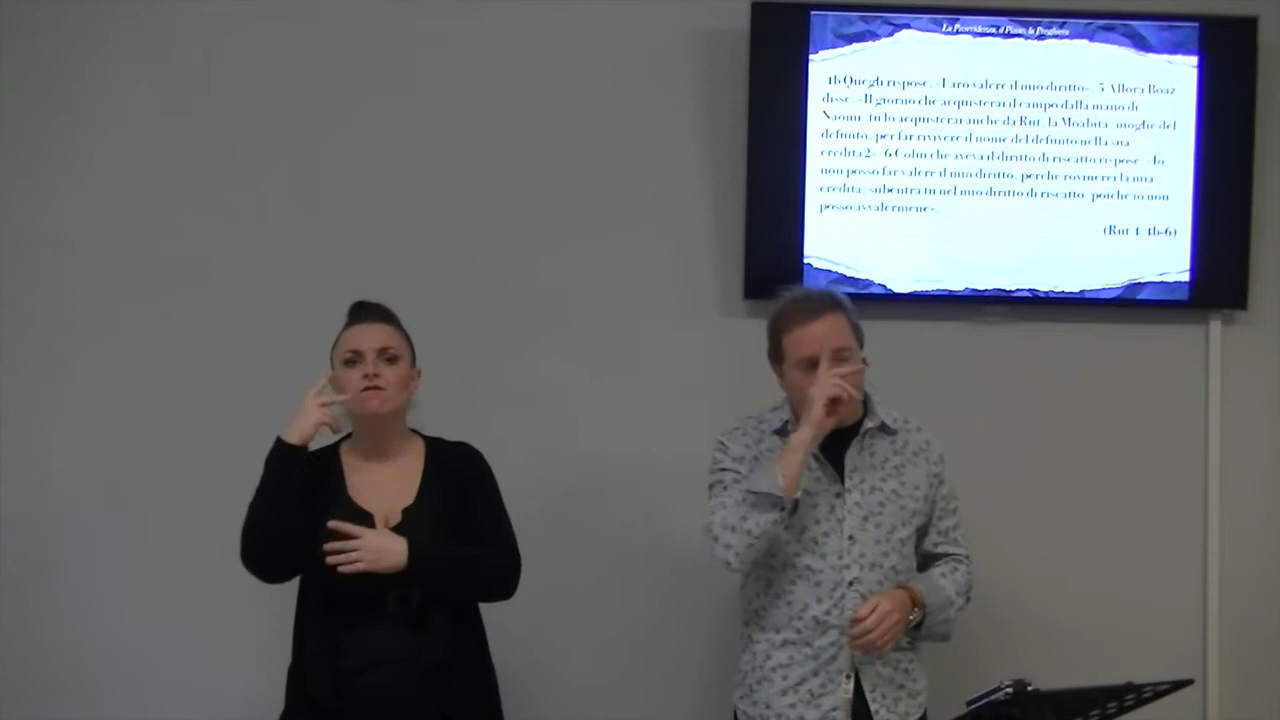 La Provvidenza, il Piano, la Preghiera
4b Quegli rispose: «Farò valere il mio diritto». 5 Allora Boaz
disse: «Il giorno che acquisterai il campo dalla mano di
Naomi, tu lo acquisterai anche da Rut, la Moabita, moglie del
defunto, per far rivivere il nome del defunto nella sua
eredità2». 6 Colui che aveva il diritto di riscatto rispose: «Io
non posso far valere il mio diritto, perché rovinerei la mia
eredità; subentra tu nel mio diritto di riscatto, poiché io non
posso avvalermene».
(Rut 4:4b-6)